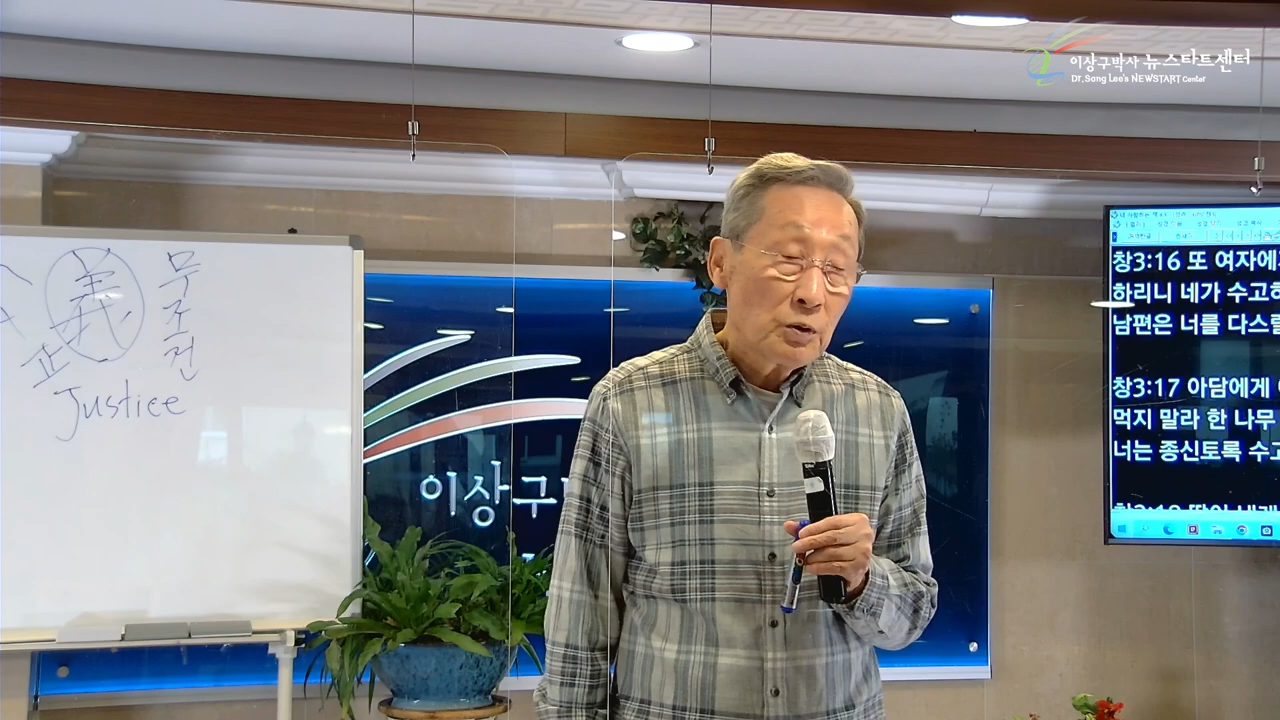 이상구박사 뉴스타트센터
Dr. Sang Lee's NEWSTART Center
義
正
Justice
무조건
이상구
창3:16 또 여자에
하리니 네가 수고
남편은 너를 다스릴
창3:17 아담에게
먹지 말라 한 나무
너는 종신토록 수고